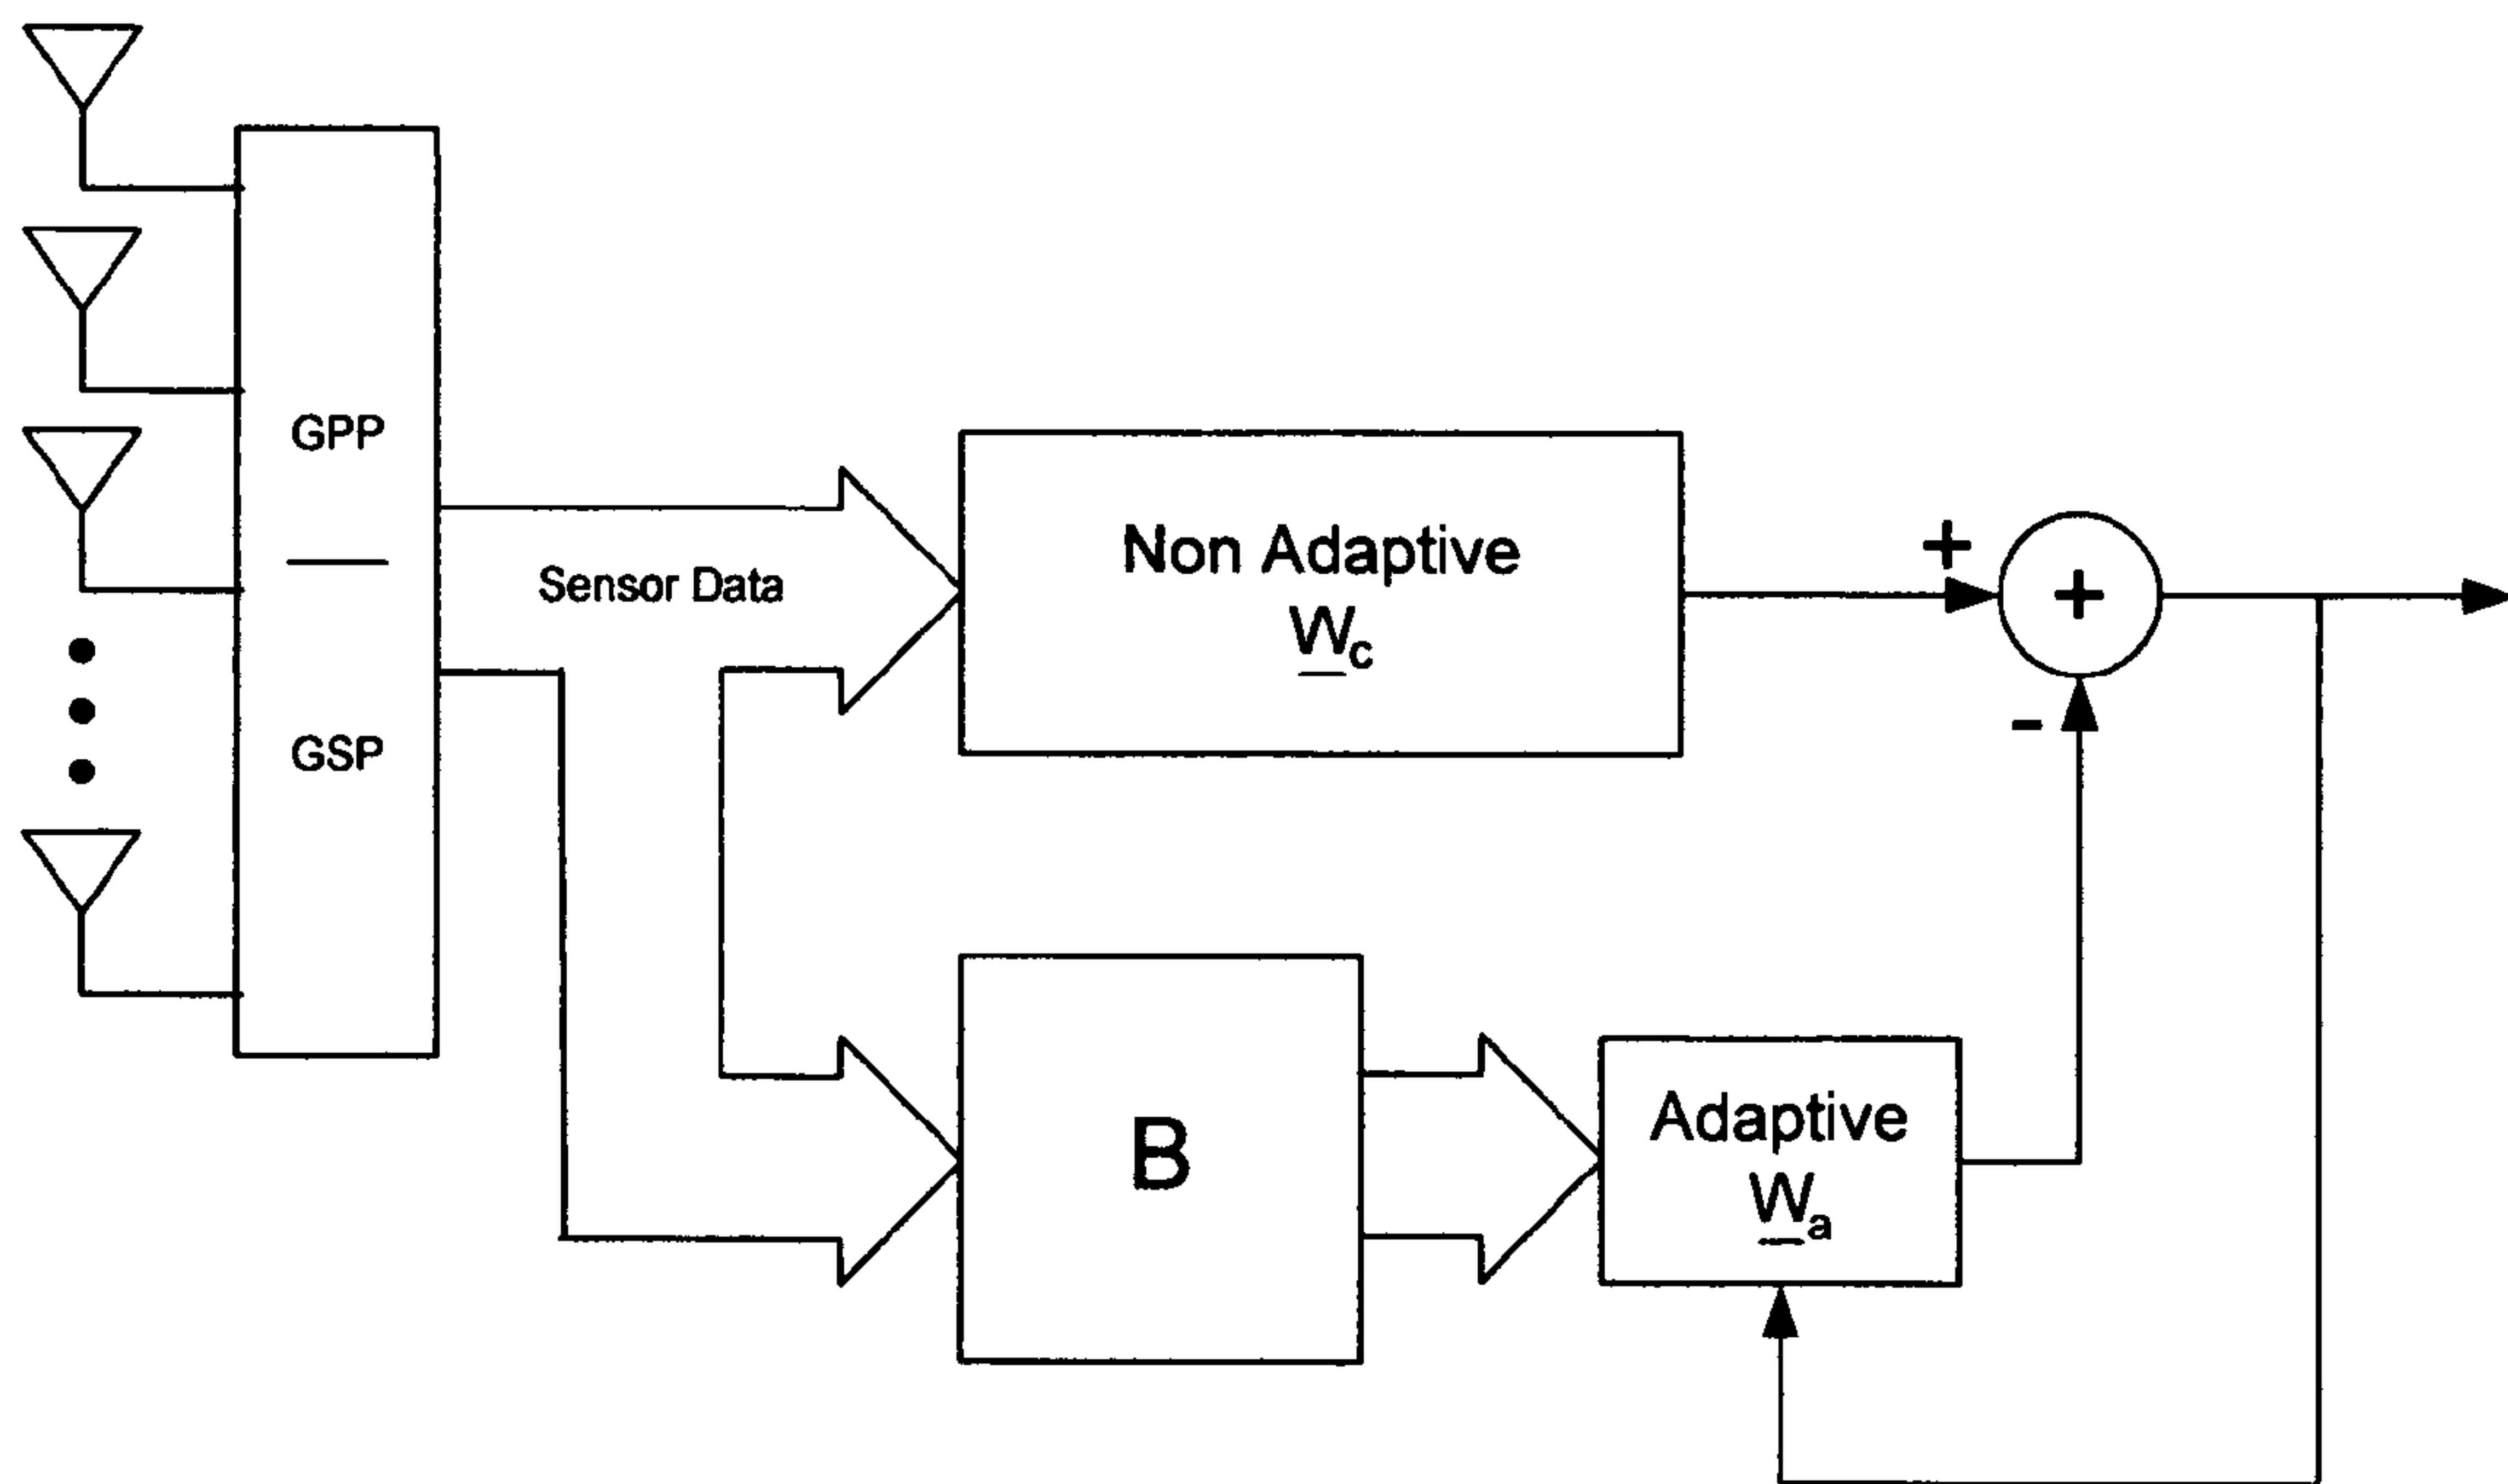 GPP
GSP
Sensor Data
Non Adaptive
Wc
+
+
-
B
Adaptive
Wa